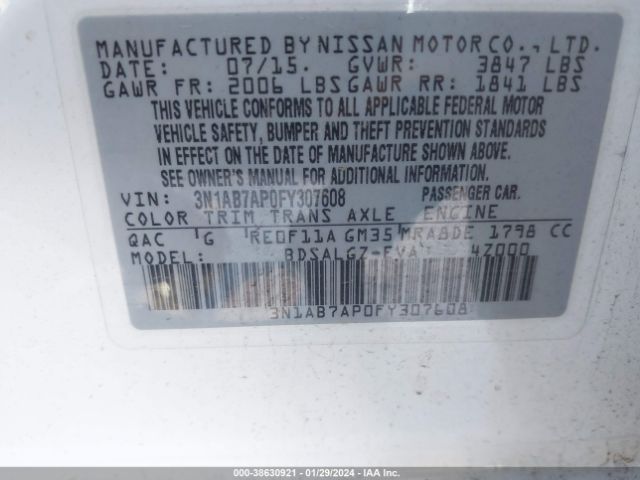 MANUFACTURED BY NISSAN MOTOR CO., LTD.
DATE: 07/15. GVWR: 3847 LBS
GAWR FR: 2006 LBS GAWR RR: 1841 LBS
THIS VEHICLE CONFORMS TO ALL APPLICABLE FEDERAL MOTOR
VEHICLE SAFETY, BUMPER AND THEFT PREVENTION STANDARDS
IN EFFECT ON THE DATE OF MANUFACTURE SHOWN ABOVE.
SEE OWNER'S MANUAL FOR ADDITIONAL INFORMATION.
VIN: 3N1AB7AP0FY307608 PASSENGER CAR.
COLOR TRIM TRANS AXLE ENGINE
QAC G RE0F11A GM35 MRA8DE 1798 CC
MODEL: BDSALGZ-EVA 4Z000
3N1AB7AP0FY307608
000-38630921 - 01/29/2024 - IAA Inc.